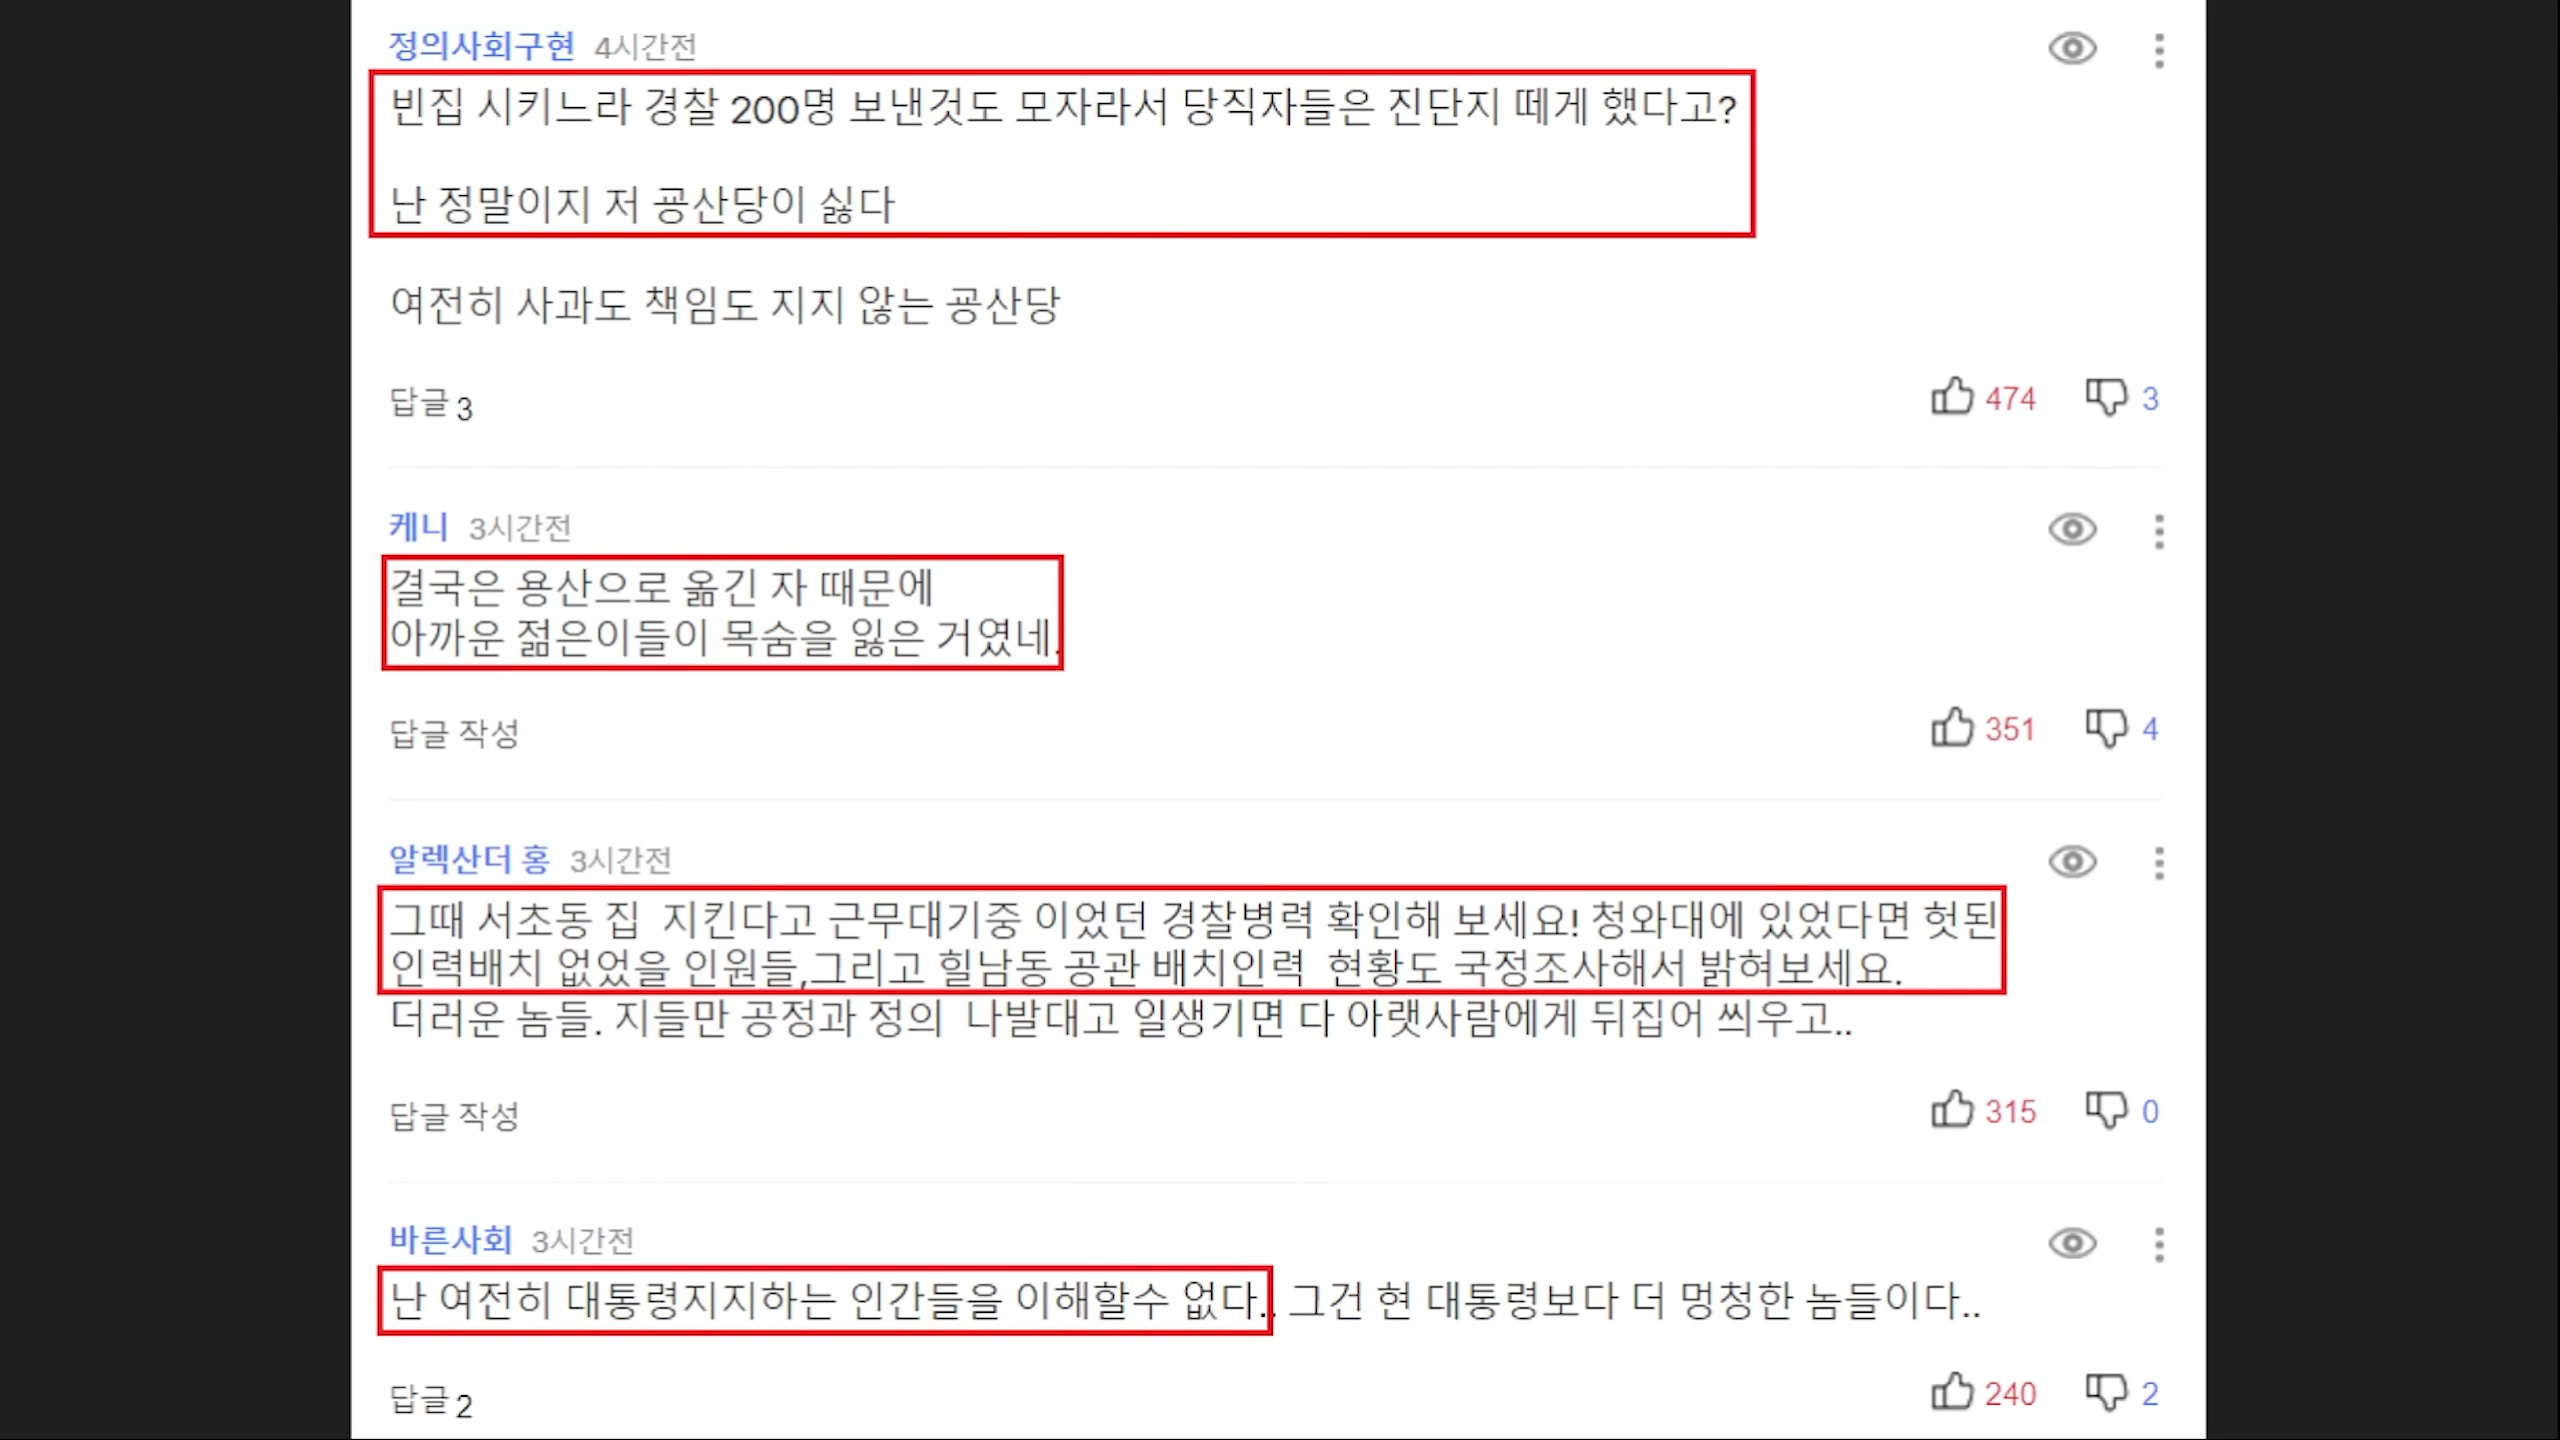 정의사회구현 4시간전
빈집 시키느라 경찰 200명 보낸것도 모자라서 당직자들은 진단지 떼게 했다고?
난 정말이지 저 굥산당이 싫다
여전히 사과도 책임도 지지 않는 굥산당
답글 3
474 3
케니 3시간전
결국은 용산으로 옮긴 자 때문에
아까운 젊은이들이 목숨을 잃은 거였네.
답글 작성
351 4
알렉산더 홍 3시간전
그때 서초동 집 지킨다고 근무대기중 이었던 경찰병력 확인해 보세요! 청와대에 있었다면 헛된
인력배치 없었을 인원들,그리고 힐남동 공관 배치인력 현황도 국정조사해서 밝혀보세요.
더러운 놈들. 지들만 공정과 정의 나발대고 일생기면 다 아랫사람에게 뒤집어 씌우고..
답글 작성
315 0
바른사회 3시간전
난 여전히 대통령지지하는 인간들을 이해할수 없다.. 그건 현 대통령보다 더 멍청한 놈들이다..
답글 2
240 2